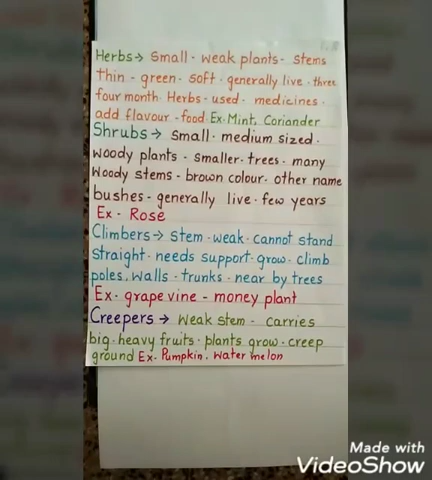 Herbs → Small - weak plants - stems
thin - green - soft - generally live - three
four month. Herbs - used - medicines -
add flavour - food Ex. Mint, Coriander
Shrubs → Small - medium sized -
woody plants - smaller - trees - many
woody stems - brown colour - other name
bushes - generally live - few years
Ex - Rose
Climbers → Stem - weak - cannot stand
straight - needs support - grow - climb
poles, walls - trunks - near by trees
Ex - grape vine - money plant
Creepers → Weak stem - carries
big - heavy fruits - plants grow - creep
ground Ex. Pumpkin. Water melon
Made with
VideoShow